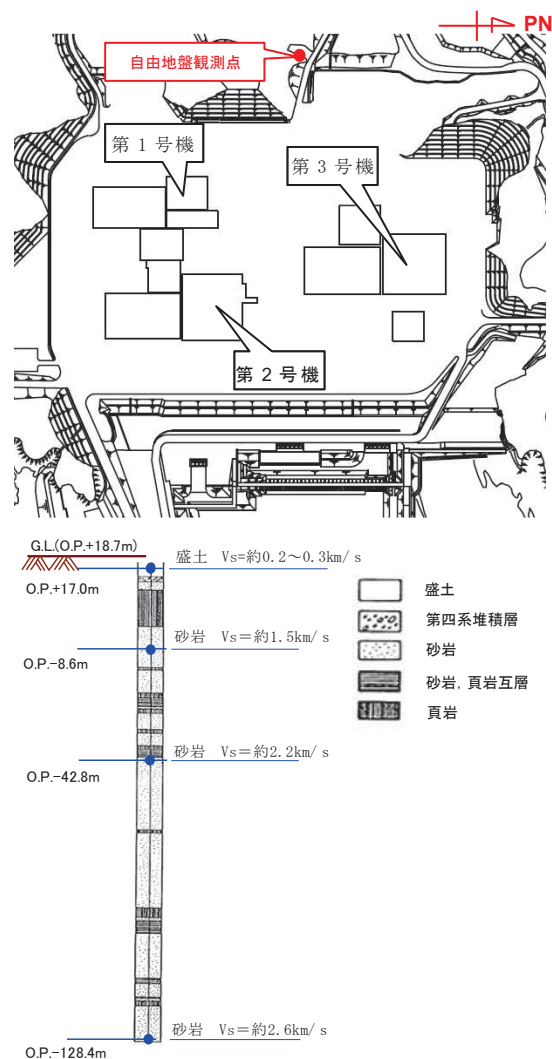 PN
自由地盤観測点
第１号機
第３号機
第２号機
G.L.(O.P.+18.7m)
盛土 Vs=約0.2～0.3km/s
O.P.+17.0m
砂岩 Vs=約1.5km/s
O.P.-8.6m
砂岩 Vs=約2.2km/s
O.P.-42.8m
砂岩 Vs=約2.6km/s
O.P.-128.4m
盛土
第四系堆積層
砂岩
砂岩，頁岩互層
頁岩